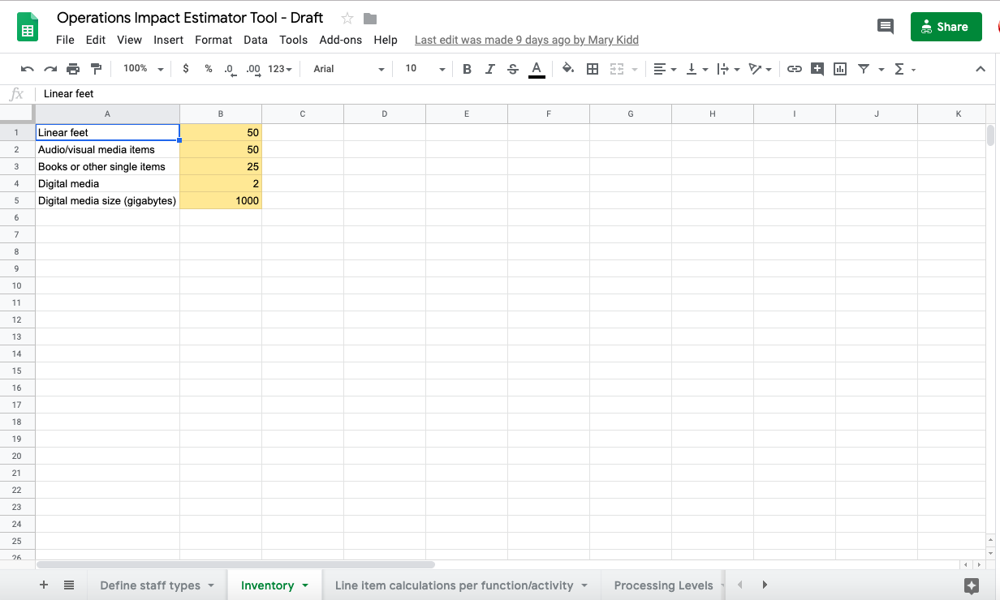 Operations Impact Estimator Tool - Draft
File Edit View Insert Format Data Tools Add-ons Help Last edit was made 9 days ago by Mary Kidd
Share
100% $ % .0 .00 123 Arial 10 B I S A Σ
fx Linear feet
A B C D E F G H I J K
1 Linear feet 50
2 Audio/visual media items 50
3 Books or other single items 25
4 Digital media 2
5 Digital media size (gigabytes) 1000
6
7
8
9
10
11
12
13
14
15
16
17
18
19
20
21
22
23
24
25
26
+ Define staff types Inventory Line item calculations per function/activity Processing Levels